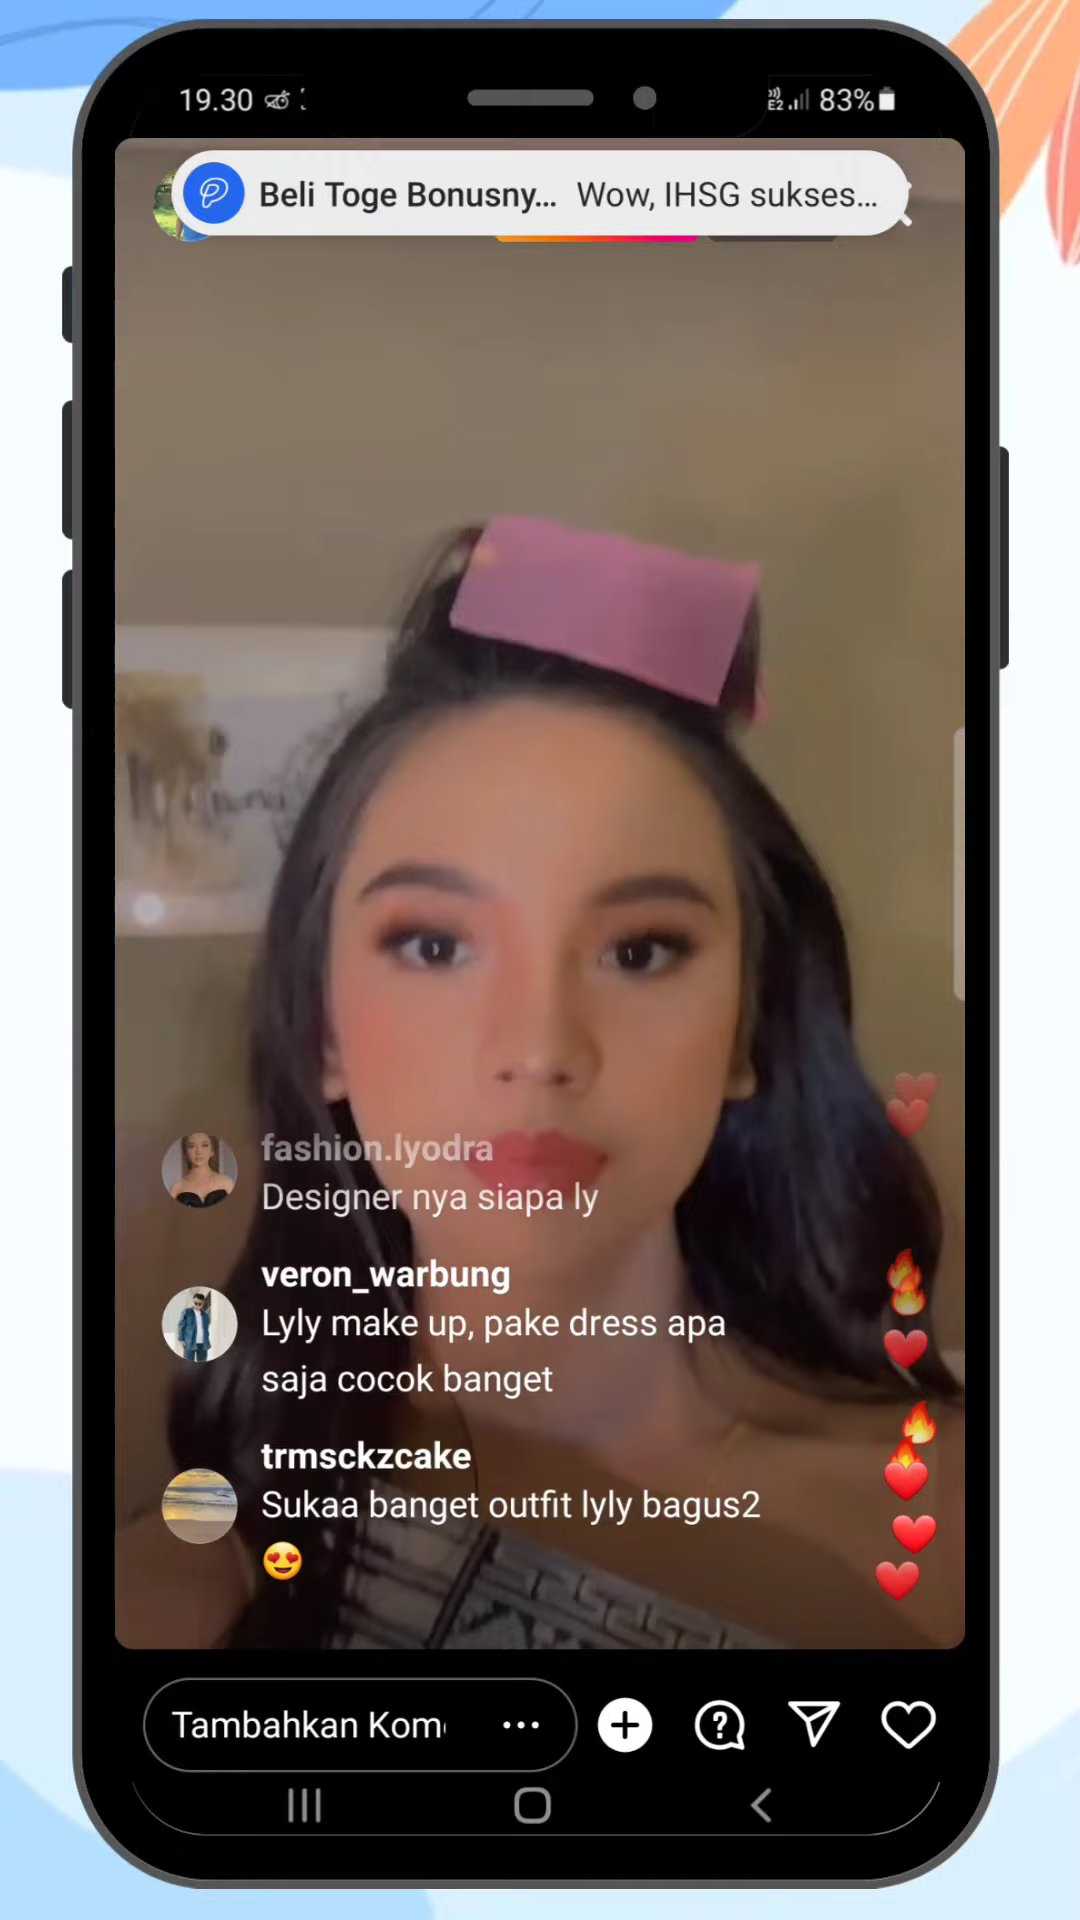 19.30
83%
Beli Toge Bonusny... Wow, IHSG sukses...
fashion.lyodra
Designer nya siapa ly
veron_warbung
Lyly make up, pake dress apa
saja cocok banget
trmsckzcake
Sukaa banget outfit lyly bagus2
😍
Tambahkan Kom